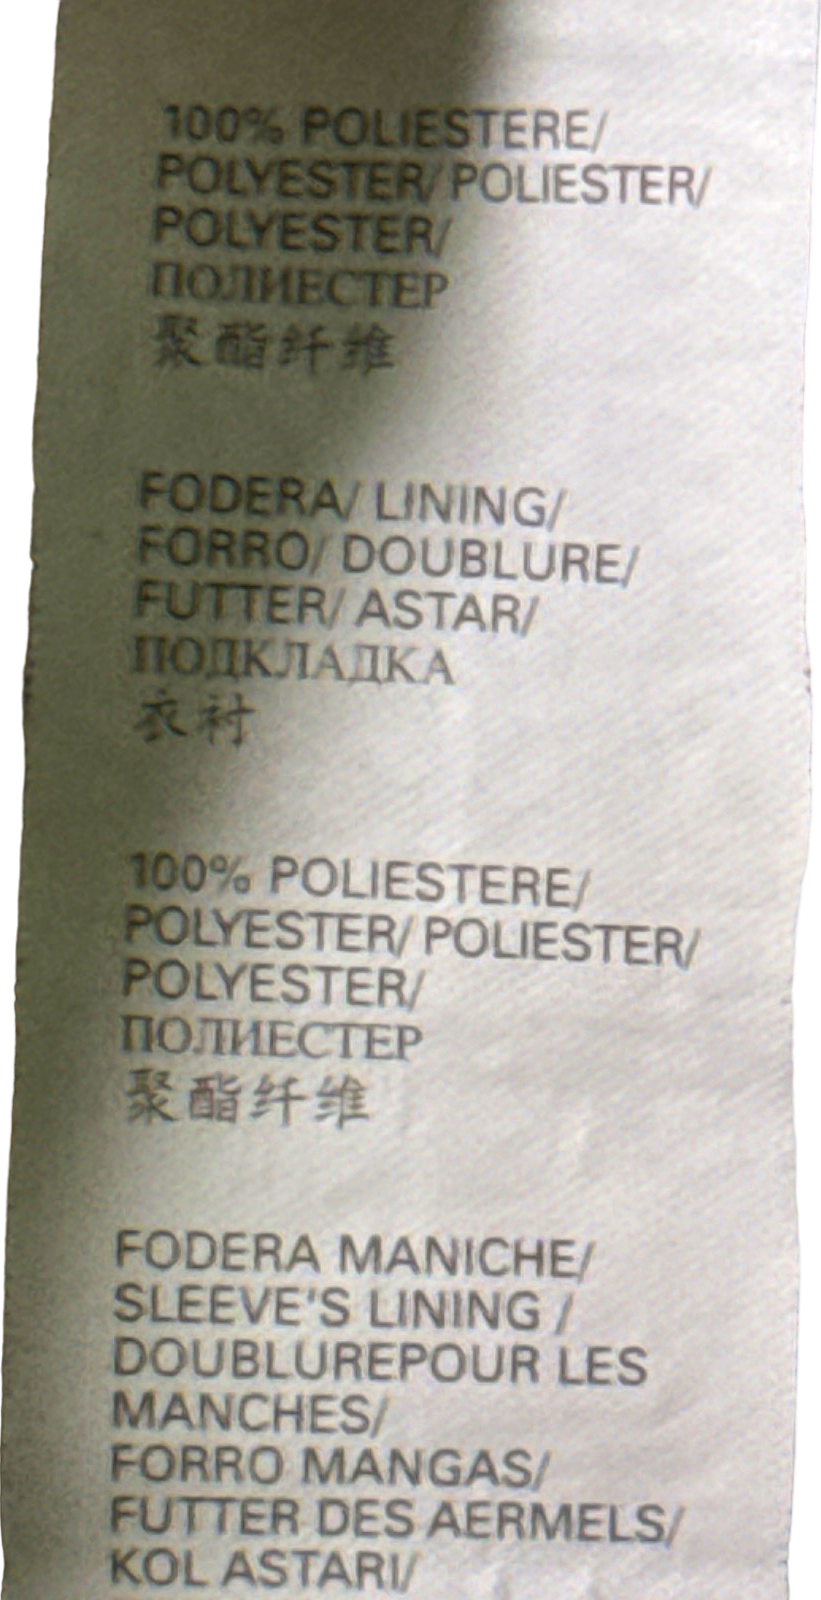 100% POLIESTERE/
POLYESTER/ POLIESTER/
POLYESTER/
ПОЛИЕСТЕР
聚酯纤维
FODERA/ LINING/
FORRO/ DOUBLURE/
FUTTER/ ASTAR/
ПОДКЛАДКА
衣衬
100% POLIESTERE/
POLYESTER/ POLIESTER/
POLYESTER/
ПОЛИЕСТЕР
聚酯纤维
FODERA MANICHE/
SLEEVE'S LINING /
DOUBLUREPOUR LES
MANCHES/
FORRO MANGAS/
FUTTER DES AERMELS/
KOL ASTARI/